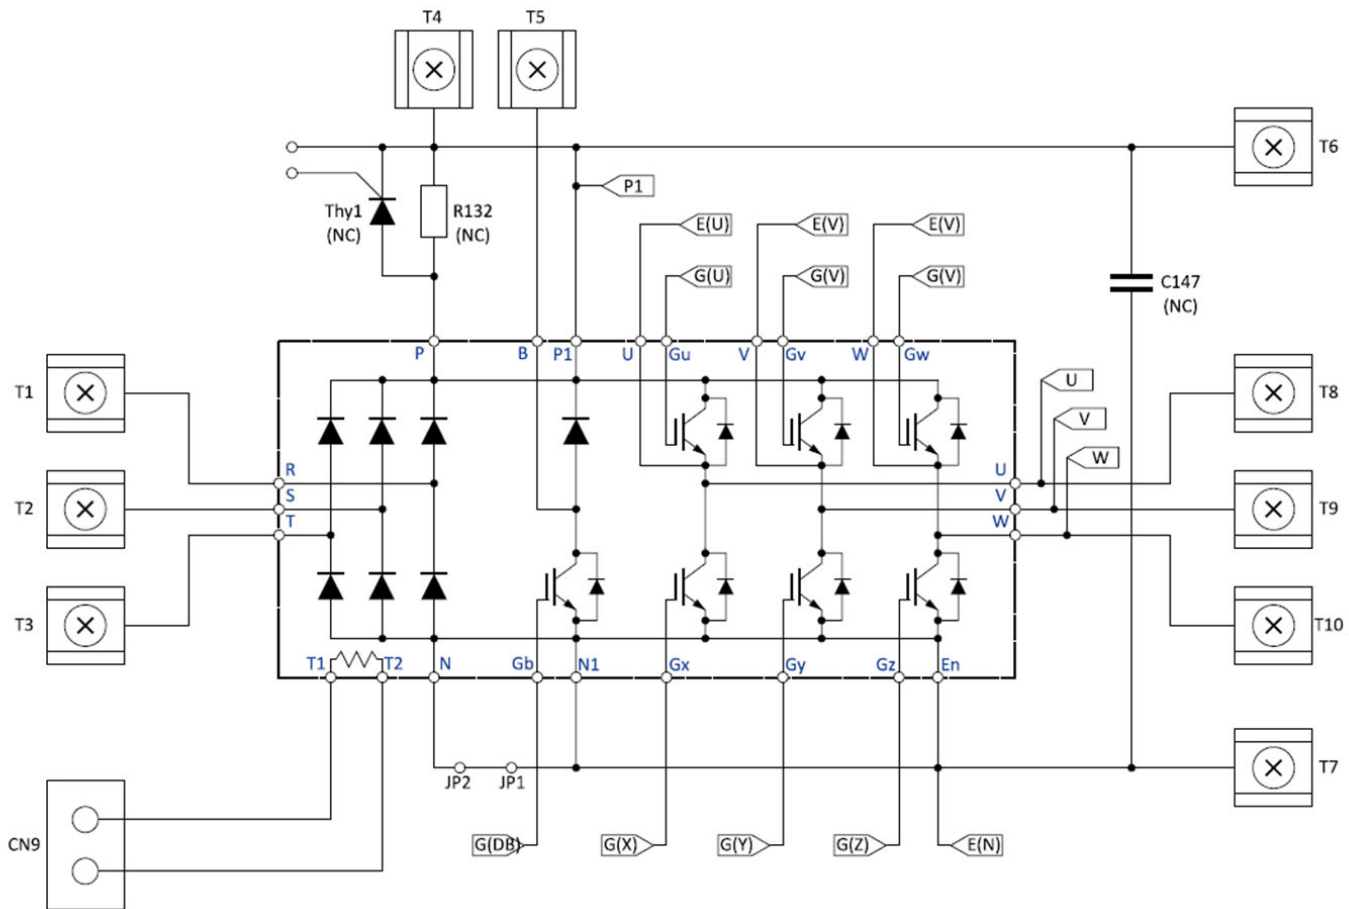 T4
T5
T6
P1
Thy1
(NC)
R132
(NC)
E(U)
E(V)
E(V)
G(U)
G(V)
G(V)
C147
(NC)
P
B
P1
U
Gu
V
Gv
W
Gw
T1
U
T8
V
W
R
U
S
V
T2
T9
T
W
T3
T10
T1
T2
N
Gb
N1
Gx
Gy
Gz
En
T7
JP2
JP1
CN9
G(DB)
G(X)
G(Y)
G(Z)
E(N)